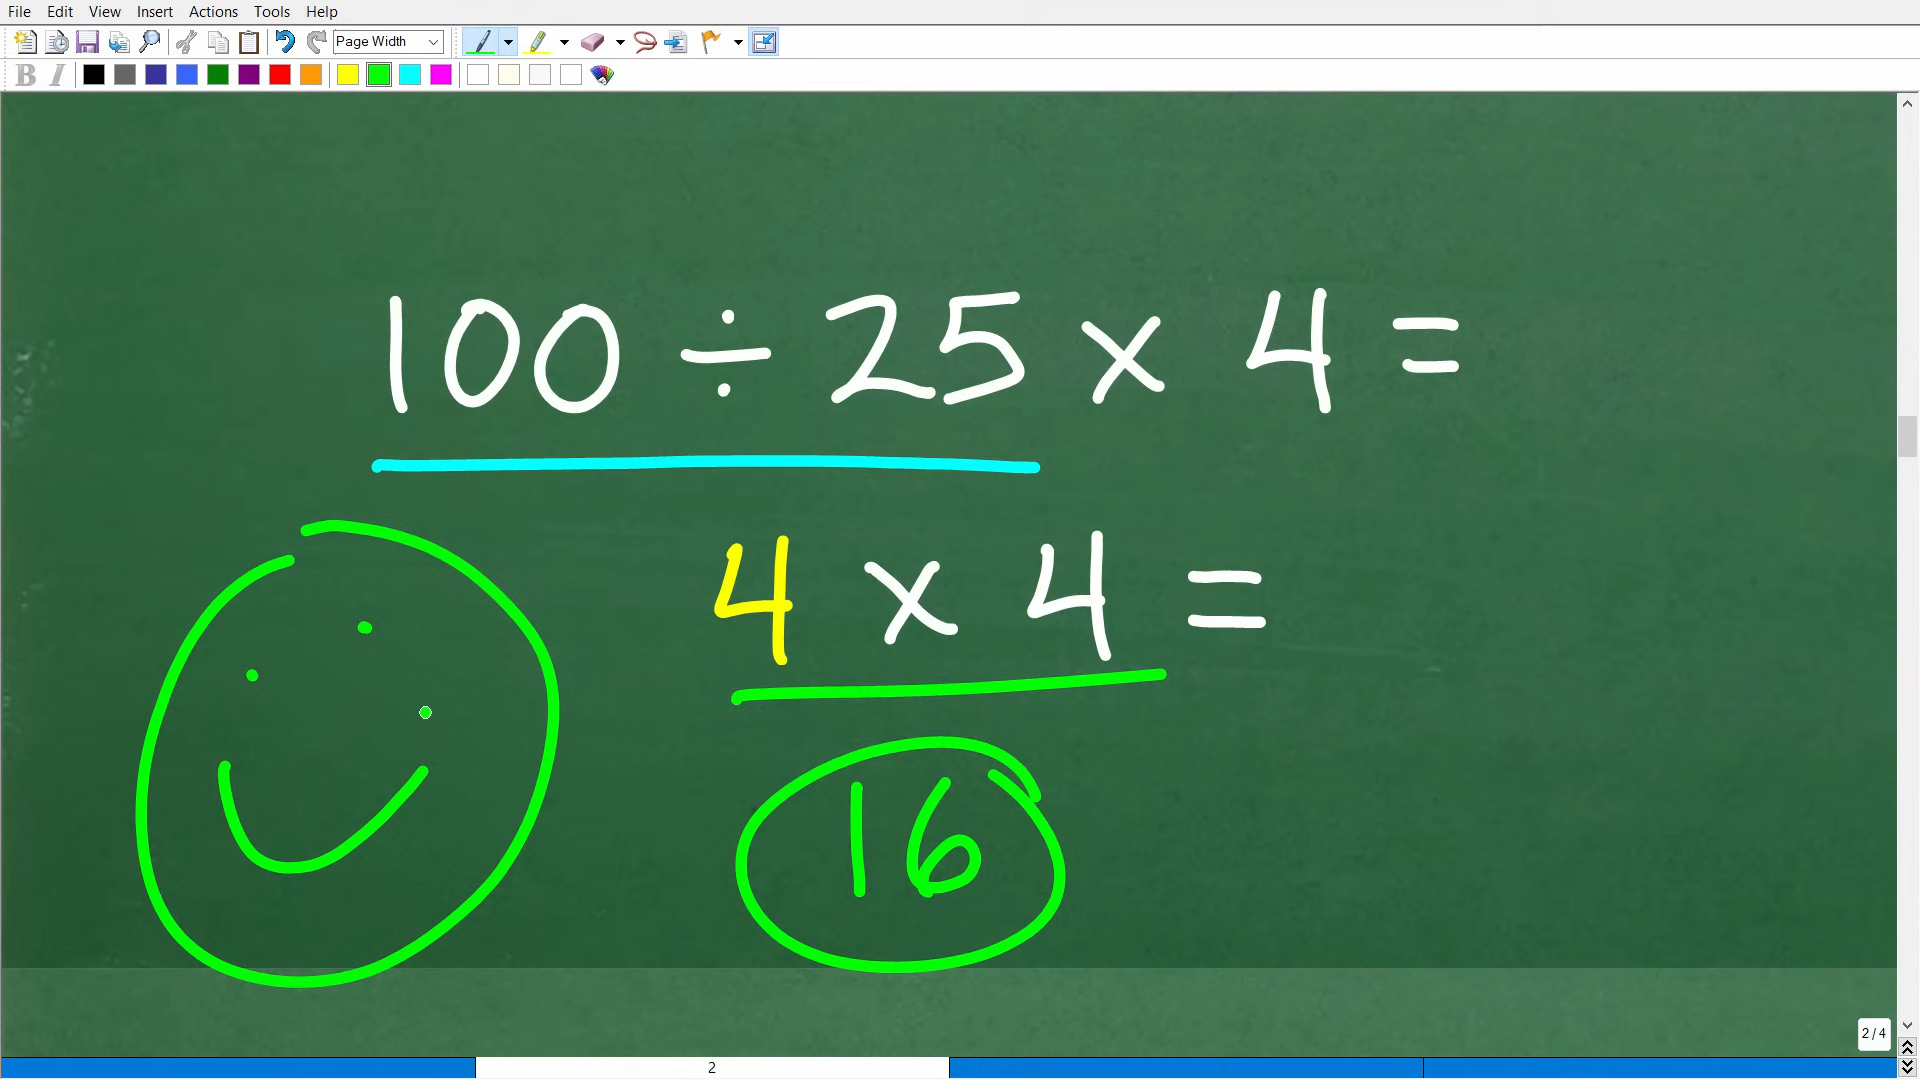 File Edit View Insert Actions Tools Help
Page Width
B I
100 ÷ 25 x 4 =
4 x 4 =
16
2 / 4
2